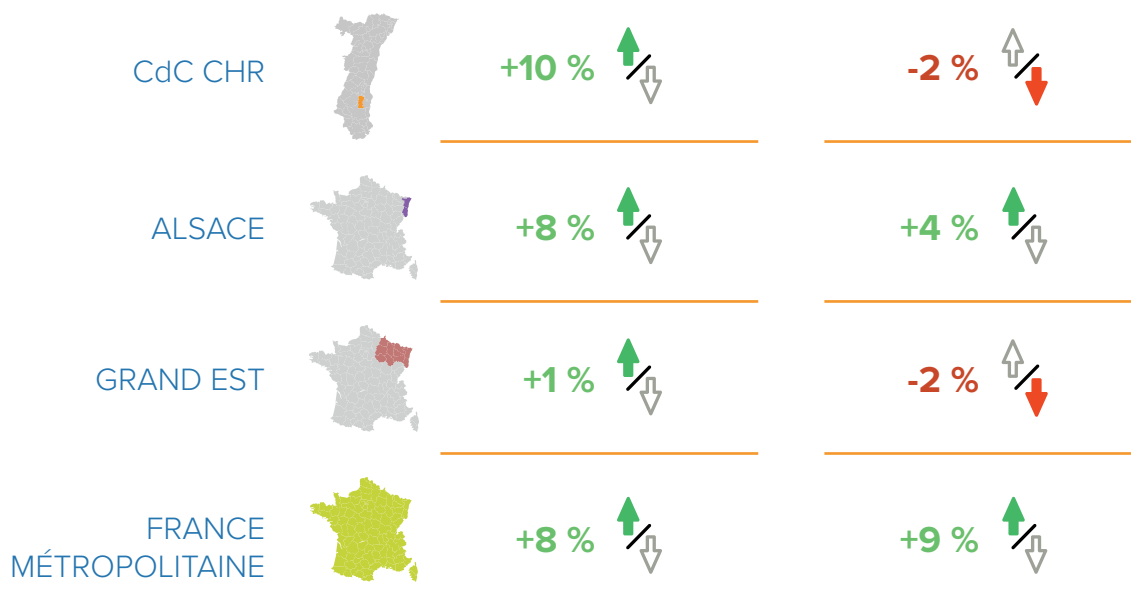 CdC CHR
+10 %
-2 %
ALSACE
+8 %
+4 %
GRAND EST
+1 %
-2 %
FRANCE
MÉTROPOLITAINE
+8 %
+9 %